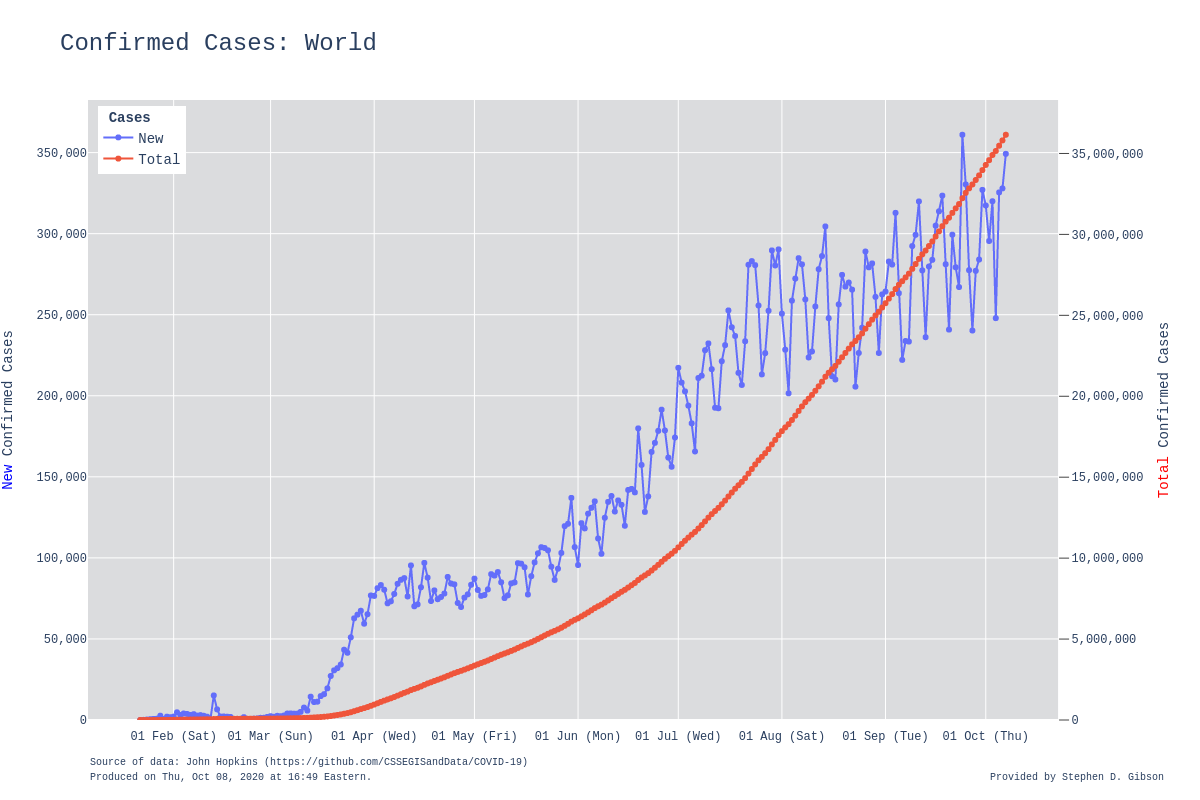 Confirmed Cases: World
Cases
New
Total
350,000
300,000
250,000
200,000
150,000
100,000
50,000
0
New Confirmed Cases
35,000,000
30,000,000
25,000,000
20,000,000
15,000,000
10,000,000
5,000,000
0
Total Confirmed Cases
01 Feb (Sat) 01 Mar (Sun) 01 Apr (Wed) 01 May (Fri) 01 Jun (Mon) 01 Jul (Wed) 01 Aug (Sat) 01 Sep (Tue) 01 Oct (Thu)
Source of data: John Hopkins (https://github.com/CSSEGISandData/COVID-19)
Produced on Thu, Oct 08, 2020 at 16:49 Eastern.
Provided by Stephen D. Gibson